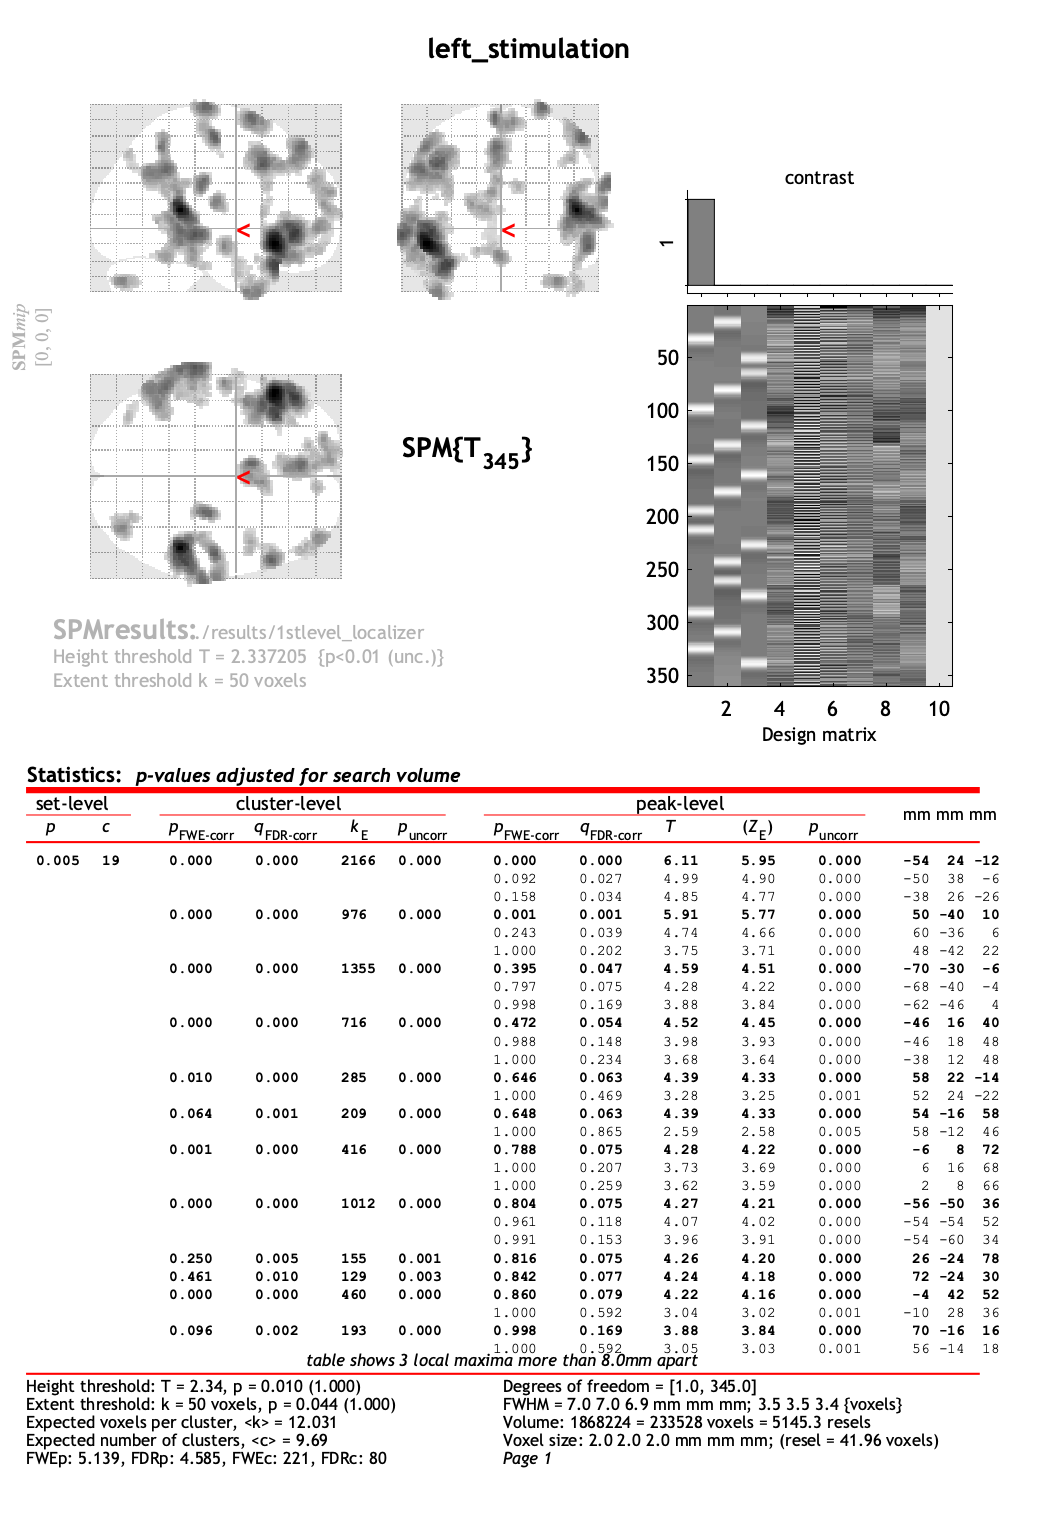 left_stimulation
<
<
SPMmip
[0, 0, 0]
<
SPM{T345}
contrast
1
50
100
150
200
250
300
350
2 4 6 8 10
Design matrix
SPMresults: ./results/1stlevel_localizer
Height threshold T = 2.337205 {p<0.01 (unc.)}
Extent threshold k = 50 voxels
Statistics: p-values adjusted for search volume
set-level cluster-level peak-level mm mm mm
p c pFWE-corr qFDR-corr kE puncorr pFWE-corr qFDR-corr T (ZE) puncorr
0.005 19 0.000 0.000 2166 0.000 0.000 0.000 6.11 5.95 0.000 -54 24 -12
0.092 0.027 4.99 4.90 0.000 -50 38 -6
0.158 0.034 4.85 4.77 0.000 -38 26 -26
0.000 0.000 976 0.000 0.001 0.001 5.91 5.77 0.000 50 -40 10
0.243 0.039 4.74 4.66 0.000 60 -36 6
1.000 0.202 3.75 3.71 0.000 48 -42 22
0.000 0.000 1355 0.000 0.395 0.047 4.59 4.51 0.000 -70 -30 -6
0.797 0.075 4.28 4.22 0.000 -68 -40 -4
0.998 0.169 3.88 3.84 0.000 -62 -46 4
0.000 0.000 716 0.000 0.472 0.054 4.52 4.45 0.000 -46 16 40
0.988 0.148 3.98 3.93 0.000 -46 18 48
1.000 0.234 3.68 3.64 0.000 -38 12 48
0.010 0.000 285 0.000 0.646 0.063 4.39 4.33 0.000 58 22 -14
1.000 0.469 3.28 3.25 0.001 52 24 -22
0.064 0.001 209 0.000 0.648 0.063 4.39 4.33 0.000 54 -16 58
1.000 0.865 2.59 2.58 0.005 58 -12 46
0.001 0.000 416 0.000 0.788 0.075 4.28 4.22 0.000 -6 8 72
1.000 0.207 3.73 3.69 0.000 6 16 68
1.000 0.259 3.62 3.59 0.000 2 8 66
0.000 0.000 1012 0.000 0.804 0.075 4.27 4.21 0.000 -56 -50 36
0.961 0.118 4.07 4.02 0.000 -54 -54 52
0.991 0.153 3.96 3.91 0.000 -54 -60 34
0.250 0.005 155 0.001 0.816 0.075 4.26 4.20 0.000 26 -24 78
0.461 0.010 129 0.003 0.842 0.077 4.24 4.18 0.000 72 -24 30
0.000 0.000 460 0.000 0.860 0.079 4.22 4.16 0.000 -4 42 52
1.000 0.592 3.04 3.02 0.001 -10 28 36
0.096 0.002 193 0.000 0.998 0.169 3.88 3.84 0.000 70 -16 16
1.000 0.592 3.05 3.03 0.001 56 -14 18
table shows 3 local maxima more than 8.0mm apart
Height threshold: T = 2.34, p = 0.010 (1.000)
Extent threshold: k = 50 voxels, p = 0.044 (1.000)
Expected voxels per cluster, <k> = 12.031
Expected number of clusters, <c> = 9.69
FWEp: 5.139, FDRp: 4.585, FWEc: 221, FDRc: 80
Degrees of freedom = [1.0, 345.0]
FWHM = 7.0 7.0 6.9 mm mm mm; 3.5 3.5 3.4 {voxels}
Volume: 1868224 = 233528 voxels = 5145.3 resels
Voxel size: 2.0 2.0 2.0 mm mm mm; (resel = 41.96 voxels)
Page 1